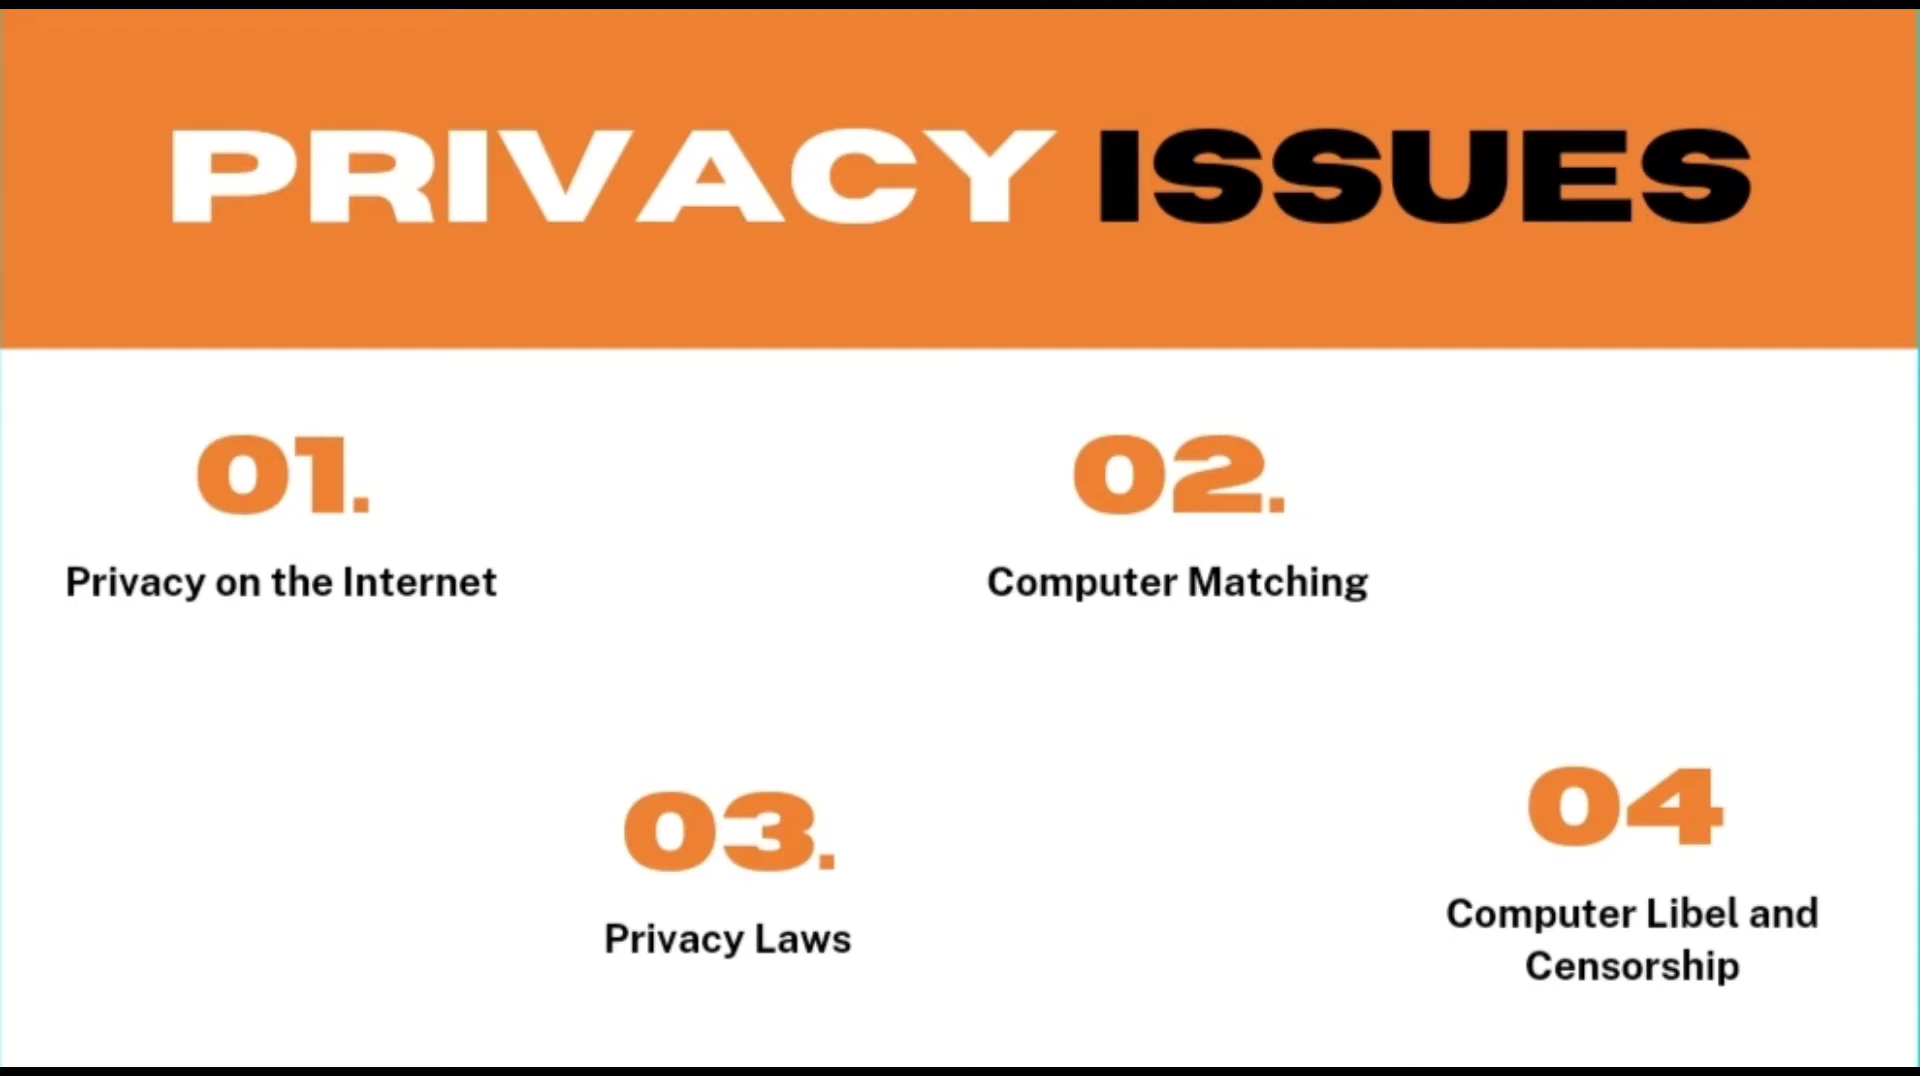 PRIVACY ISSUES
01.
Privacy on the Internet
02.
Computer Matching
03.
Privacy Laws
04
Computer Libel and
Censorship